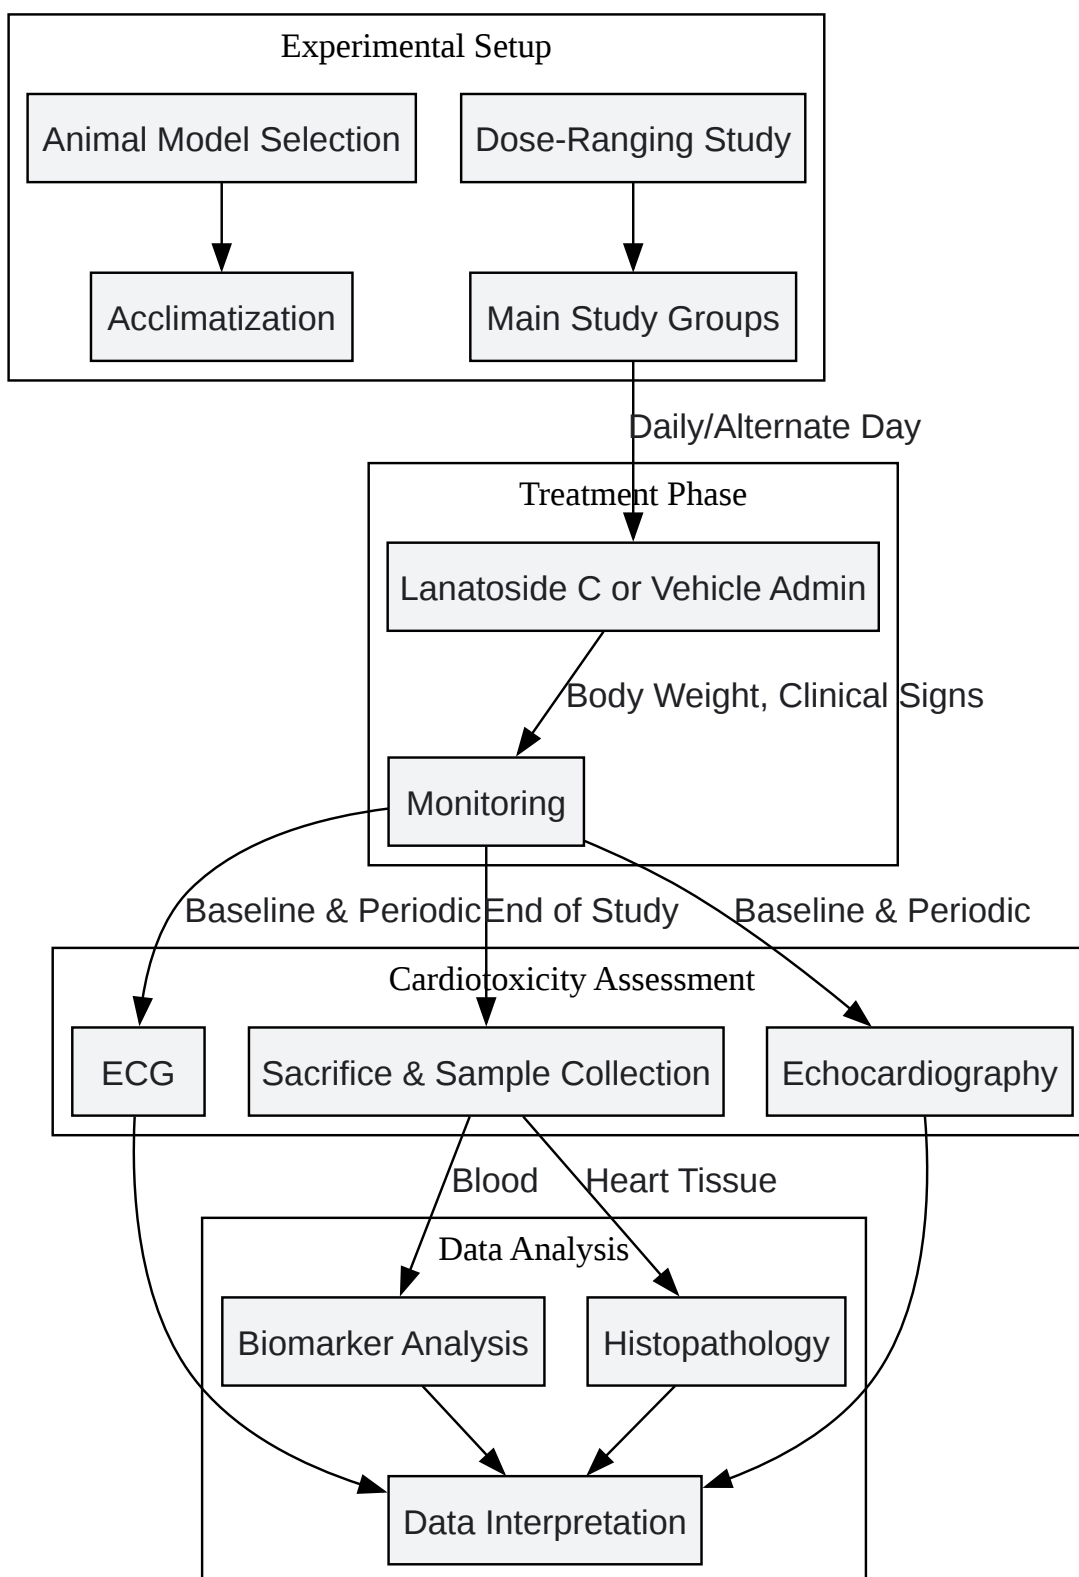 Experimental Setup
Animal Model Selection
Dose-Ranging Study
Acclimatization
Main Study Groups
Daily/Alternate Day
Treatment Phase
Lanatoside C or Vehicle Admin
Body Weight, Clinical Signs
Monitoring
Baseline & Periodic
End of Study
Baseline & Periodic
Cardiotoxicity Assessment
ECG
Sacrifice & Sample Collection
Echocardiography
Blood
Heart Tissue
Data Analysis
Biomarker Analysis
Histopathology
Data Interpretation